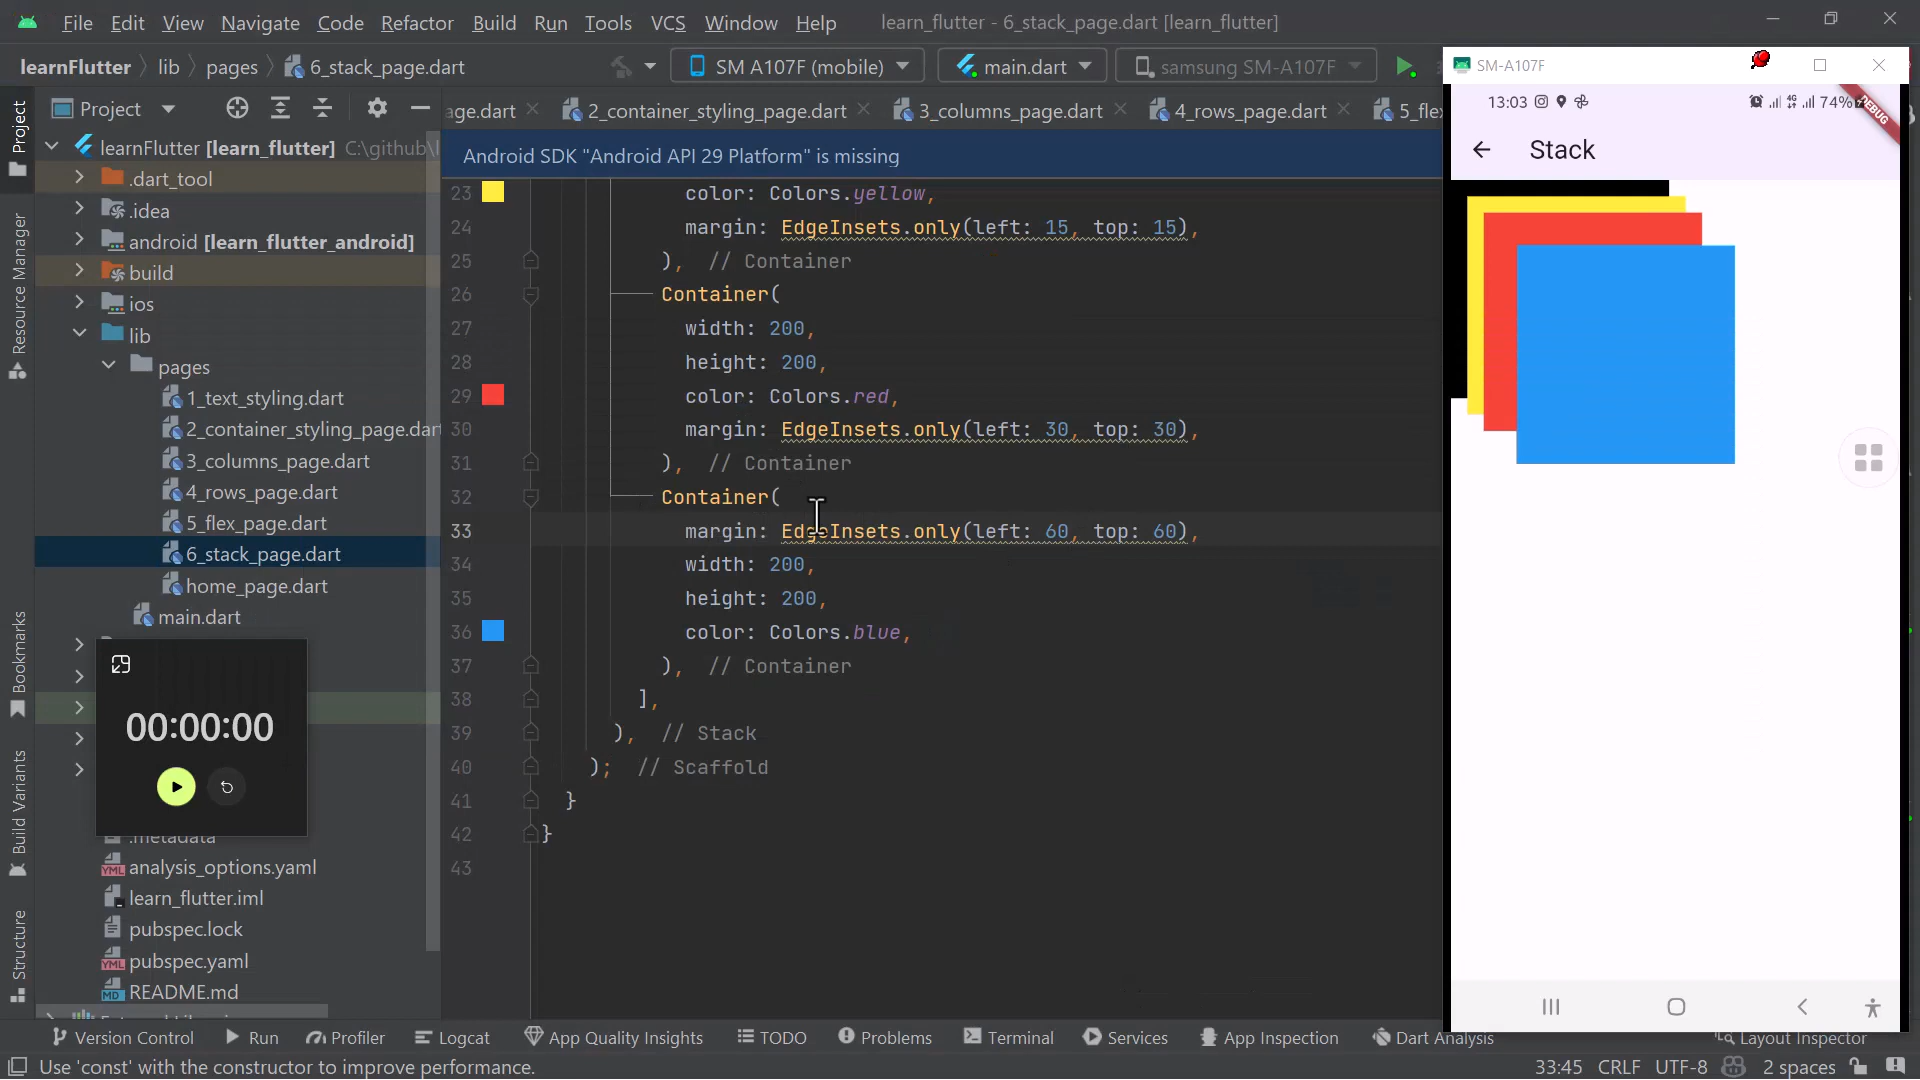 File Edit View Navigate Code Refactor Build Run Tools VCS Window Help learn_flutter - 6_stack_page.dart [learn_flutter]
learnFlutter lib pages 6_stack_page.dart SM A107F (mobile) main.dart samsung SM-A107F
Project
age.dart 2_container_styling_page.dart 3_columns_page.dart 4_rows_page.dart 5_fle
Android SDK "Android API 29 Platform" is missing
Project
Resource Manager
Bookmarks
Build Variants
Structure
learnFlutter [learn_flutter] C:\github\l
.dart_tool
.idea
android [learn_flutter_android]
build
ios
lib
pages
1_text_styling.dart
2_container_styling_page.dar
3_columns_page.dart
4_rows_page.dart
5_flex_page.dart
6_stack_page.dart
home_page.dart
main.dart
00:00:00
.metadata
analysis_options.yaml
learn_flutter.iml
pubspec.lock
pubspec.yaml
README.md
23 color: Colors.yellow,
24 margin: EdgeInsets.only(left: 15, top: 15),
25 ), // Container
26 Container(
27 width: 200,
28 height: 200,
29 color: Colors.red,
30 margin: EdgeInsets.only(left: 30, top: 30),
31 ), // Container
32 Container(
33 margin: EdgeInsets.only(left: 60, top: 60),
34 width: 200,
35 height: 200,
36 color: Colors.blue,
37 ), // Container
38 ],
39 ), // Stack
40 ); // Scaffold
41 }
42 }
43
SM-A107F
13:03 74%
DEBUG
Stack
Version Control Run Profiler Logcat App Quality Insights TODO Problems Terminal Services App Inspection Dart Analysis Layout Inspector
Use 'const' with the constructor to improve performance. 33:45 CRLF UTF-8 2 spaces